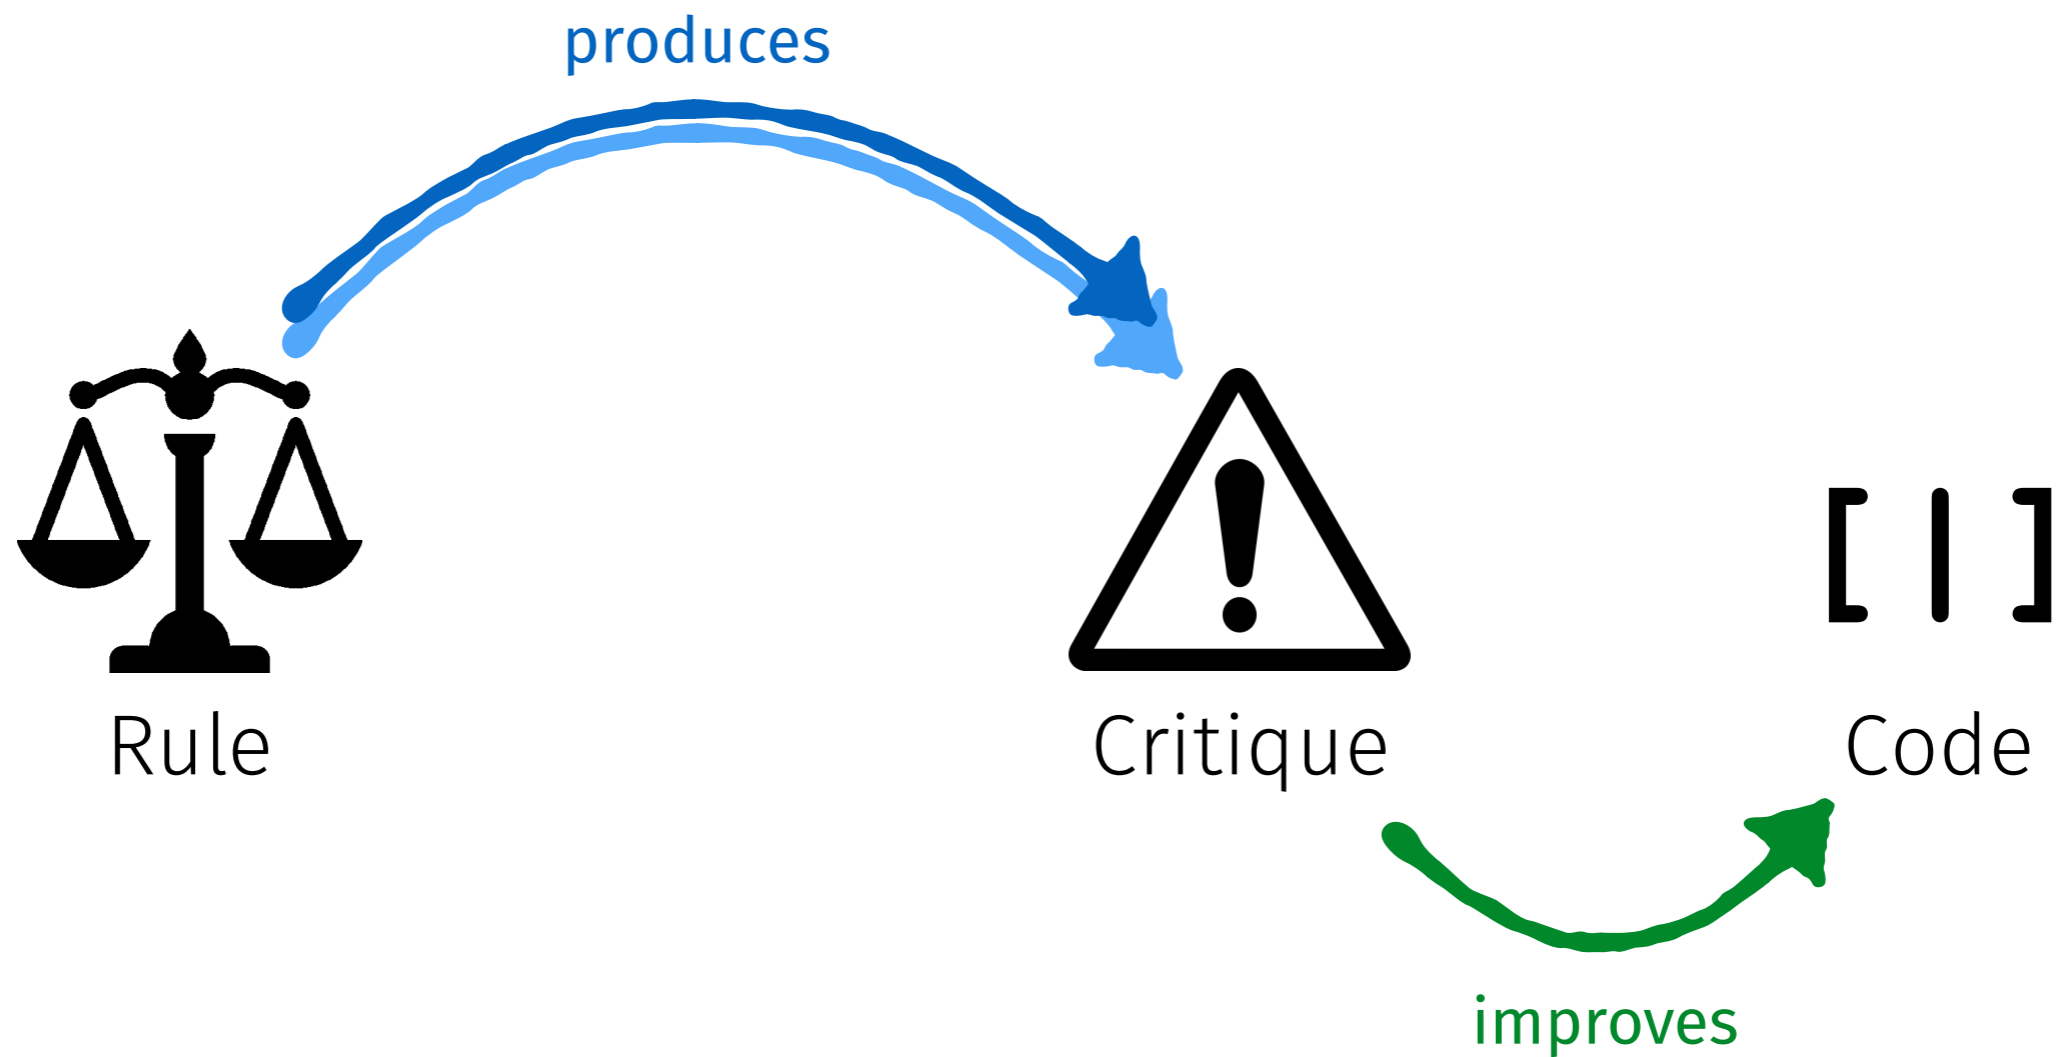 produces
[ | ]
Rule
Critique
Code
improves